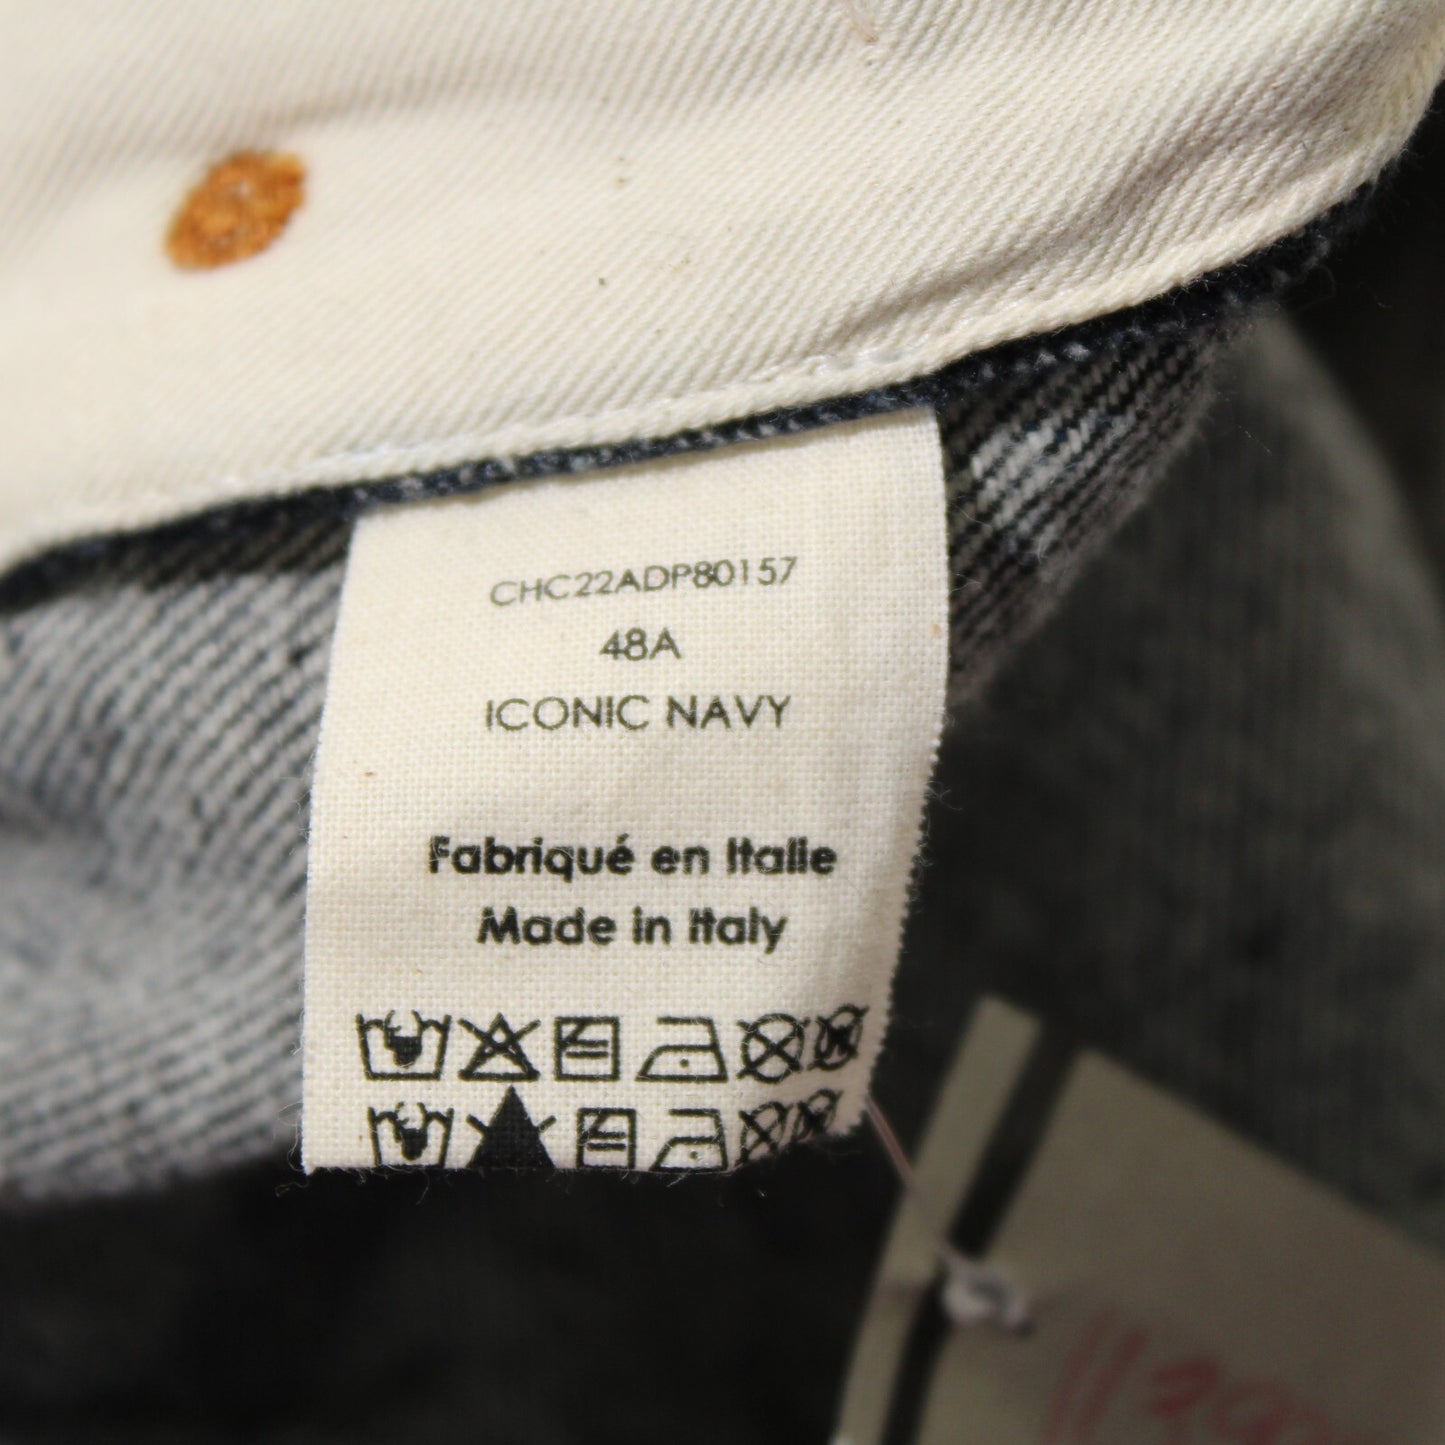 CHC22ADP80157
48A
ICONIC NAVY
Fabriqué en Italie
Made in Italy